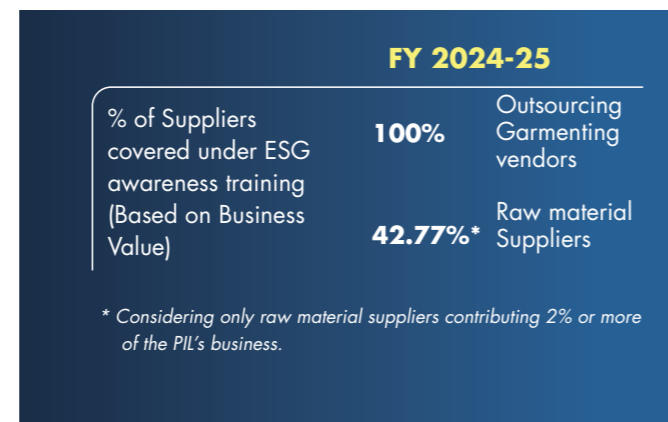 FY 2024-25
% of Suppliers
covered under ESG
awareness training
(Based on Business
Value)
100%
Outsourcing
Garmenting
vendors
42.77%*
Raw material
Suppliers
* Considering only raw material suppliers contributing 2% or more
of the PIL's business.